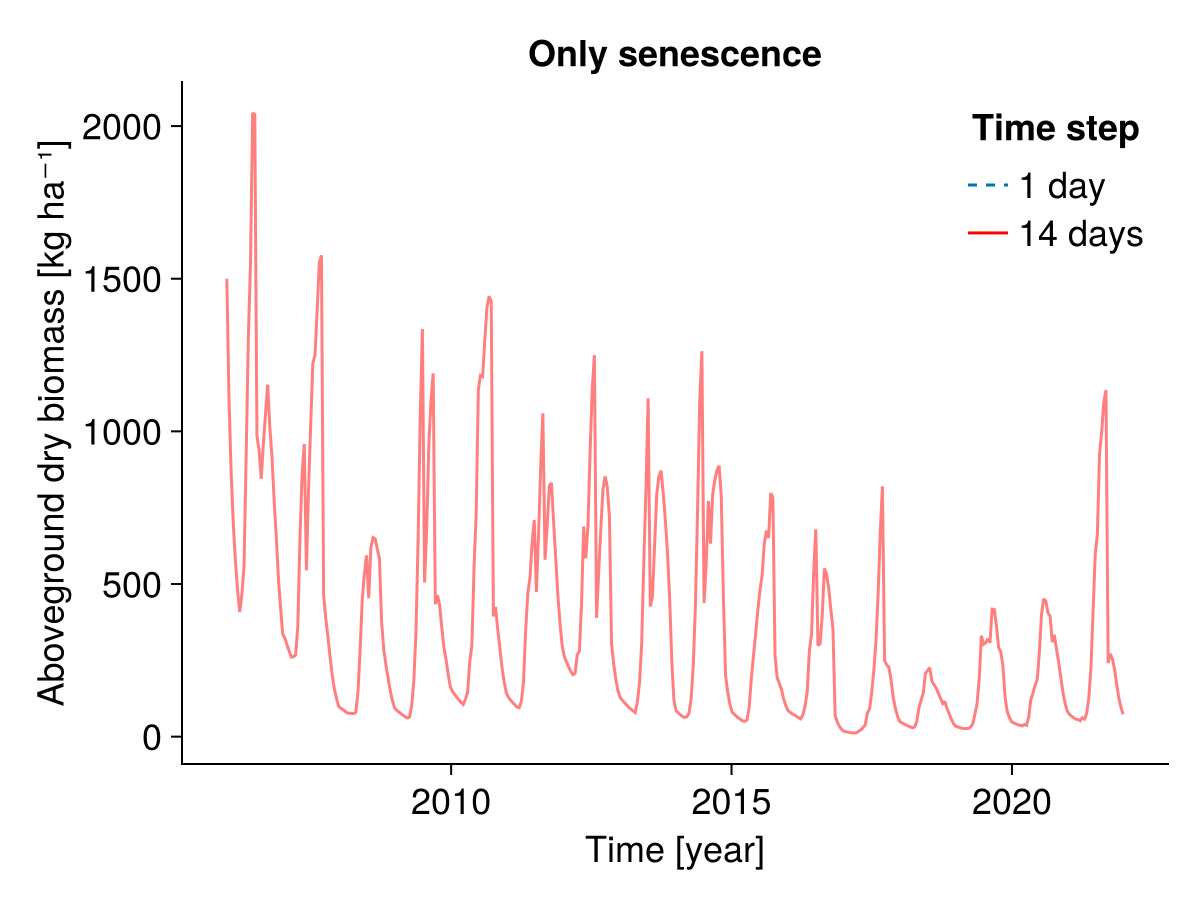 Only senescence
Time step
1 day
14 days
Aboveground dry biomass [kg ha⁻¹]
2000
1500
1000
500
0
2010
2015
2020
Time [year]